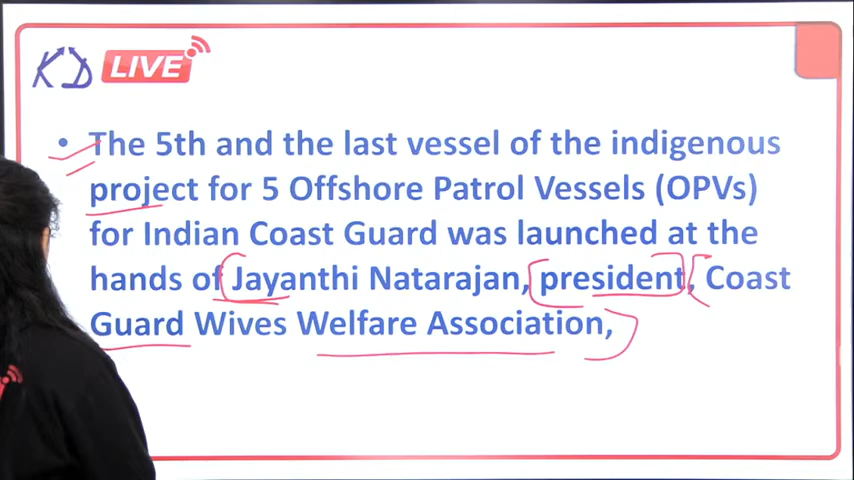 KD LIVE
• The 5th and the last vessel of the indigenous
project for 5 Offshore Patrol Vessels (OPVs)
for Indian Coast Guard was launched at the
hands of Jayanthi Natarajan, president, Coast
Guard Wives Welfare Association,